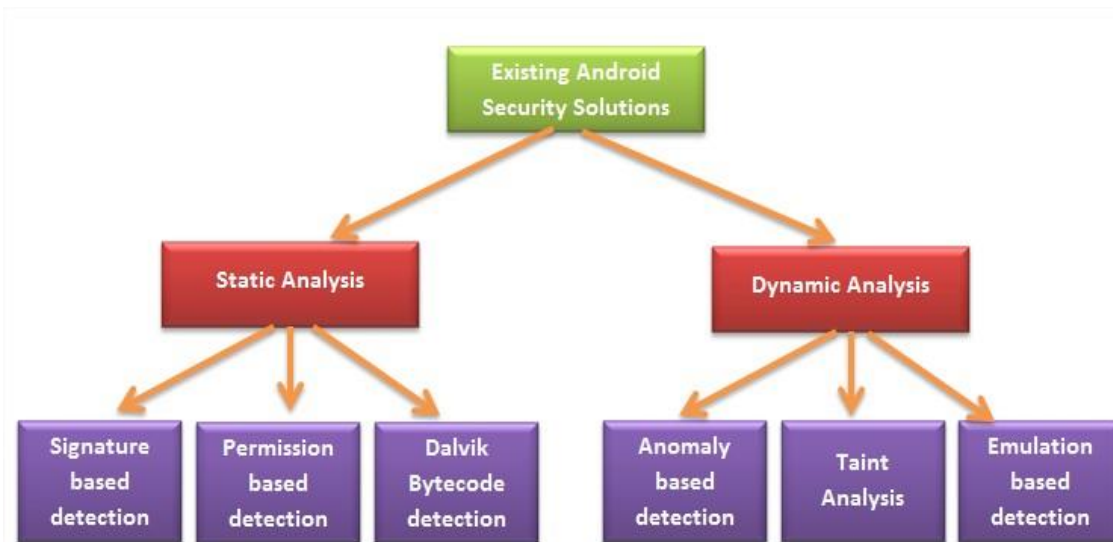 Existing Android
Security Solutions
Static Analysis
Dynamic Analysis
Signature
based
detection
Permission
based
detection
Dalvik
Bytecode
detection
Anomaly
based
detection
Taint
Analysis
Emulation
based
detection